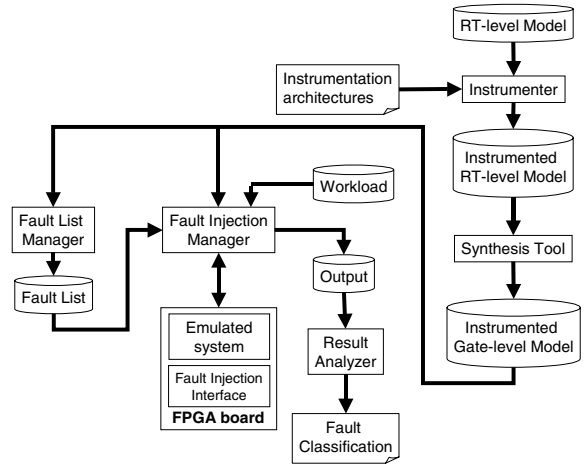 RT-level Model
Instrumentation
architectures
Instrumenter
Instrumented
RT-level Model
Workload
Fault List
Manager
Fault Injection
Manager
Synthesis Tool
Fault List
Output
Emulated
system
Fault Injection
Interface
FPGA board
Result
Analyzer
Instrumented
Gate-level Model
Fault
Classification